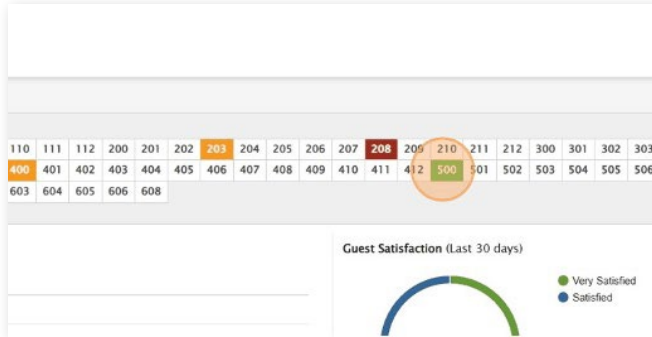 110 111 112 200 201 202 203 204 205 206 207 208 209 210 211 212 300 301 302 303
400 401 402 403 404 405 406 407 408 409 410 411 412 500 501 502 503 504 505 506
603 604 605 606 608
Guest Satisfaction (Last 30 days)
Very Satisfied
Satisfied